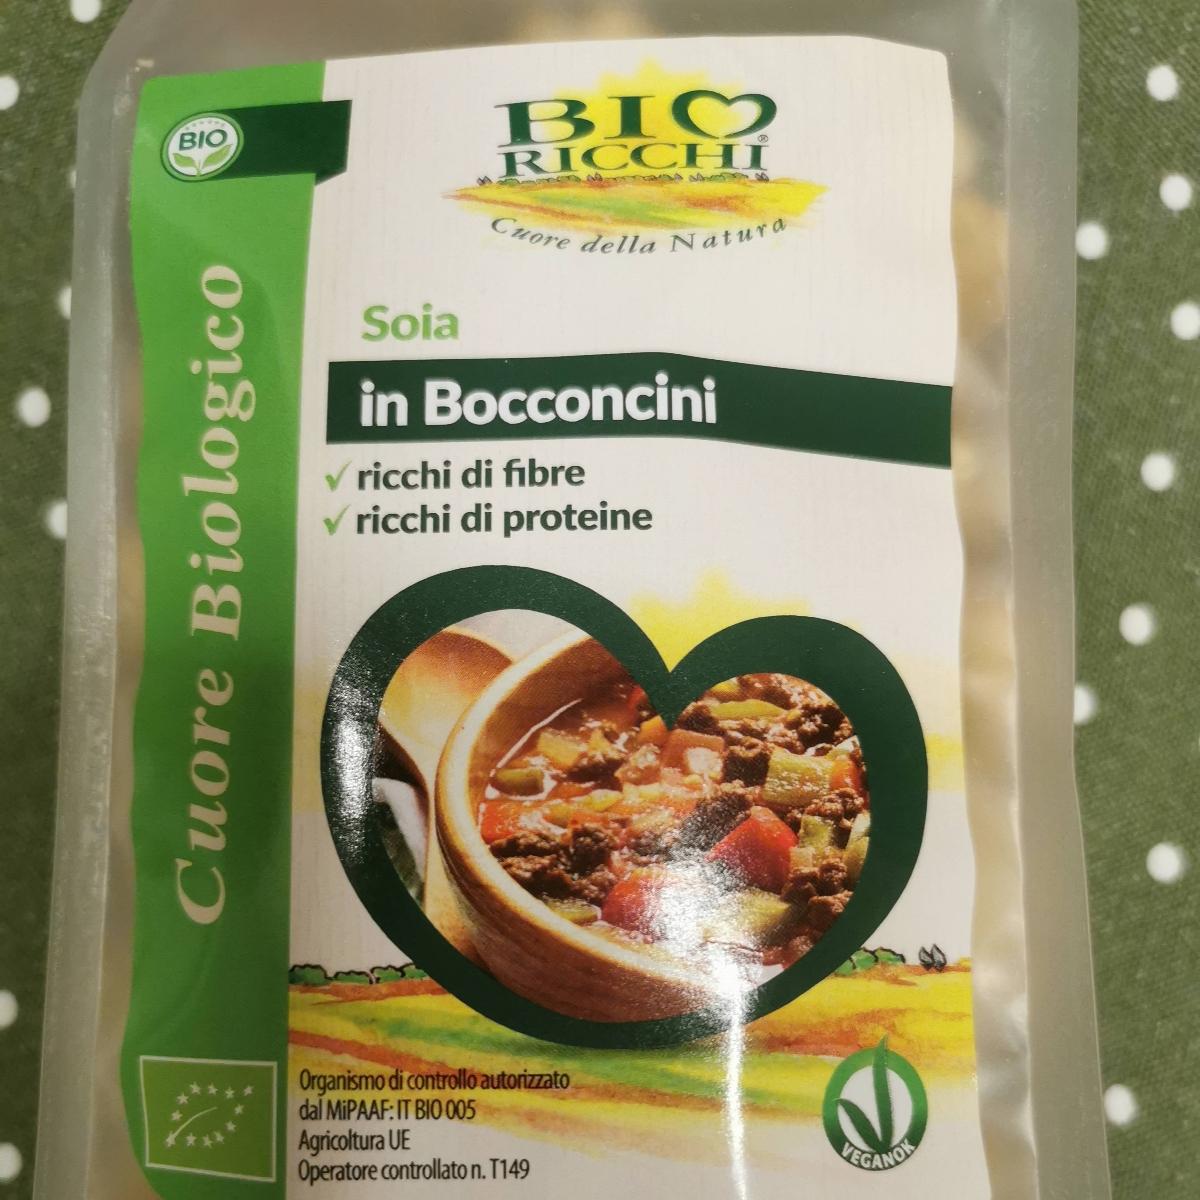 BIO
BIO
RICCHI®
Cuore della Natura
Cuore Biologico
Soia
in Bocconcini
✓ ricchi di fibre
✓ ricchi di proteine
Organismo di controllo autorizzato
dal MiPAAF: IT BIO 005
Agricoltura UE
Operatore controllato n. T149
VEGANOK